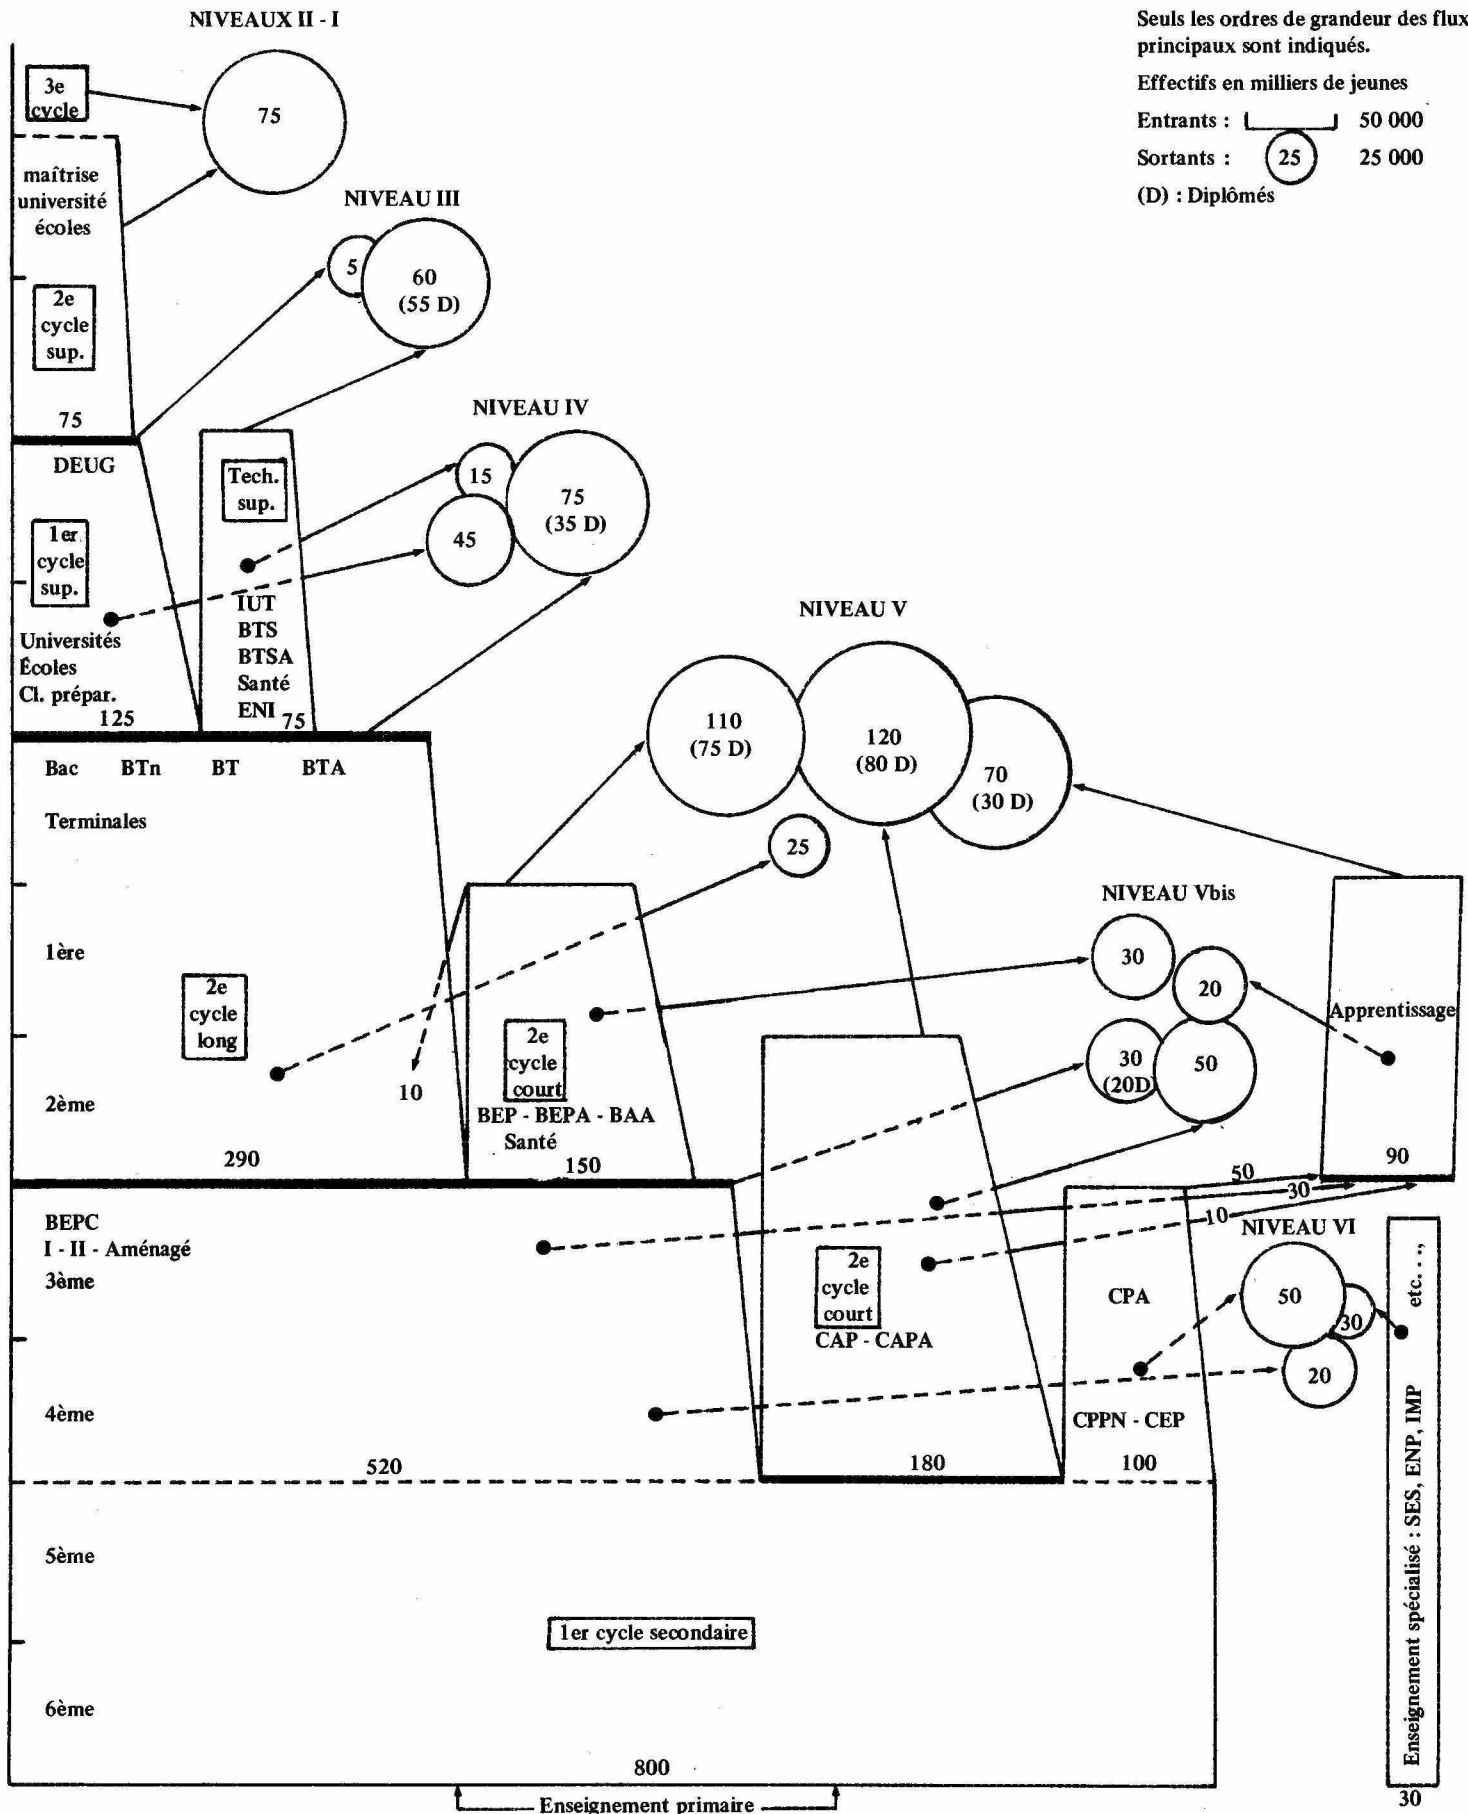 NIVEAUX II - I
Seuls les ordres de grandeur des flux
principaux sont indiqués.
Effectifs en milliers de jeunes
Entrants : 50 000
Sortants : 25 25 000
(D) : Diplômés
3e
cycle
75
maîtrise
université
écoles
2e
cycle
sup.
75
NIVEAU III
5
60
(55 D)
DEUG
1er
cycle
sup.
Universités
Écoles
Cl. prépar.
125
Tech.
sup.
IUT
BTS
BTSA
Santé
ENI
75
NIVEAU IV
15
45
75
(35 D)
NIVEAU V
110
(75 D)
120
(80 D)
70
(30 D)
25
Bac BTn BT BTA
Terminales
1ère
2e
cycle
long
2ème
290
10
2e
cycle
court
BEP - BEPA - BAA
Santé
150
NIVEAU Vbis
30
20
30
(20D)
50
Apprentissage
90
50
30
10
BEPC
I - II - Aménagé
3ème
4ème
520
2e
cycle
court
CAP - CAPA
180
CPA
CPPN - CEP
100
NIVEAU VI
50
30
20
Enseignement spécialisé : SES, ENP, IMP etc. . .,
30
5ème
1er cycle secondaire
6ème
800
Enseignement primaire